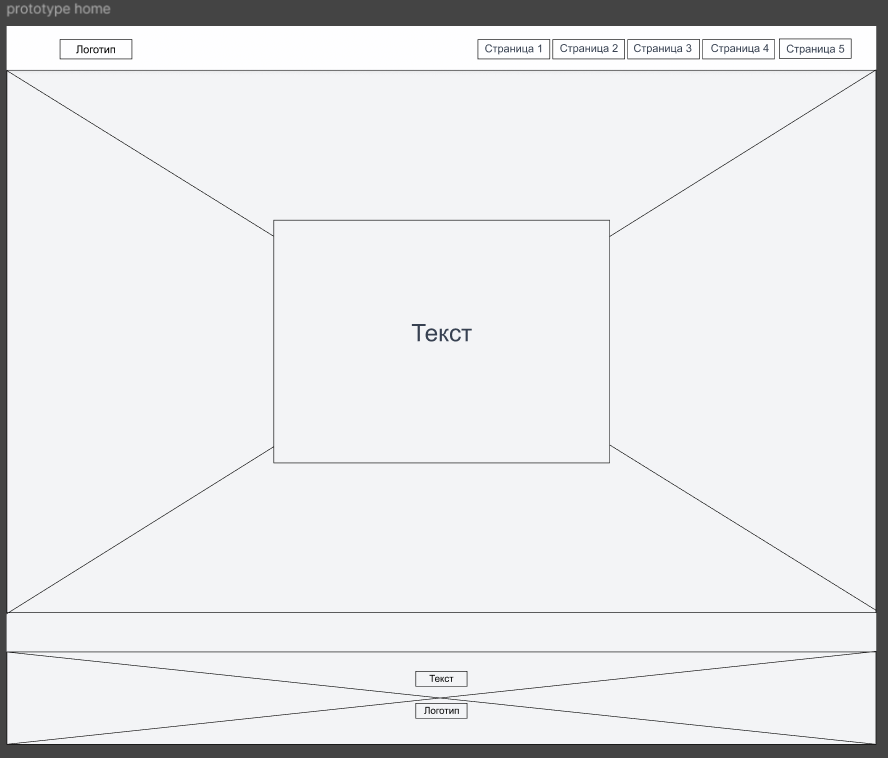 prototype home
Логотип
Страница 1
Страница 2
Страница 3
Страница 4
Страница 5
Текст
Текст
Логотип